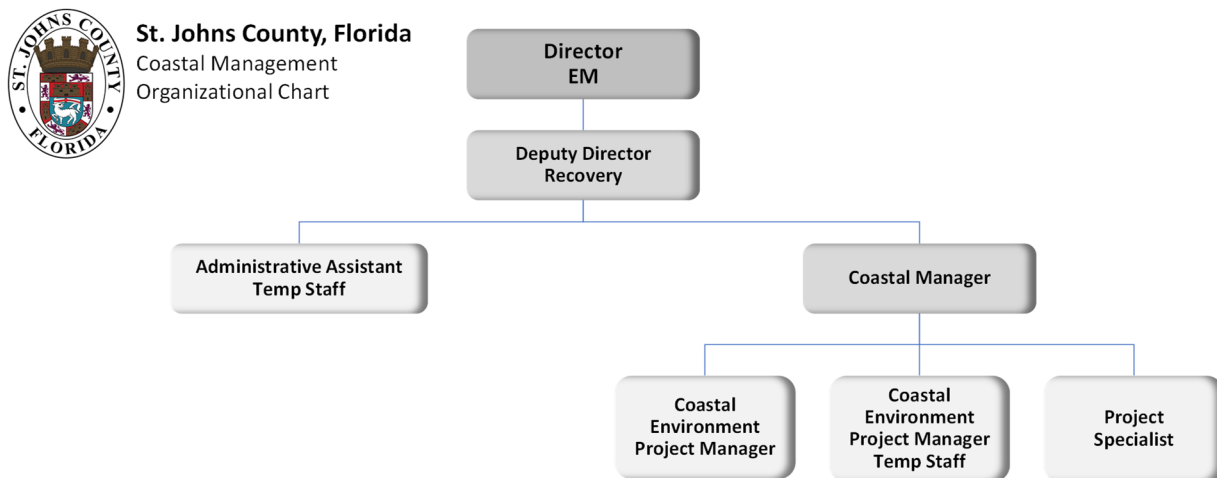 ST. JOHNS COUNTY
FLORIDA
St. Johns County, Florida
Coastal Management
Organizational Chart
Director
EM
Deputy Director
Recovery
Administrative Assistant
Temp Staff
Coastal Manager
Coastal
Environment
Project Manager
Coastal
Environment
Project Manager
Temp Staff
Project
Specialist